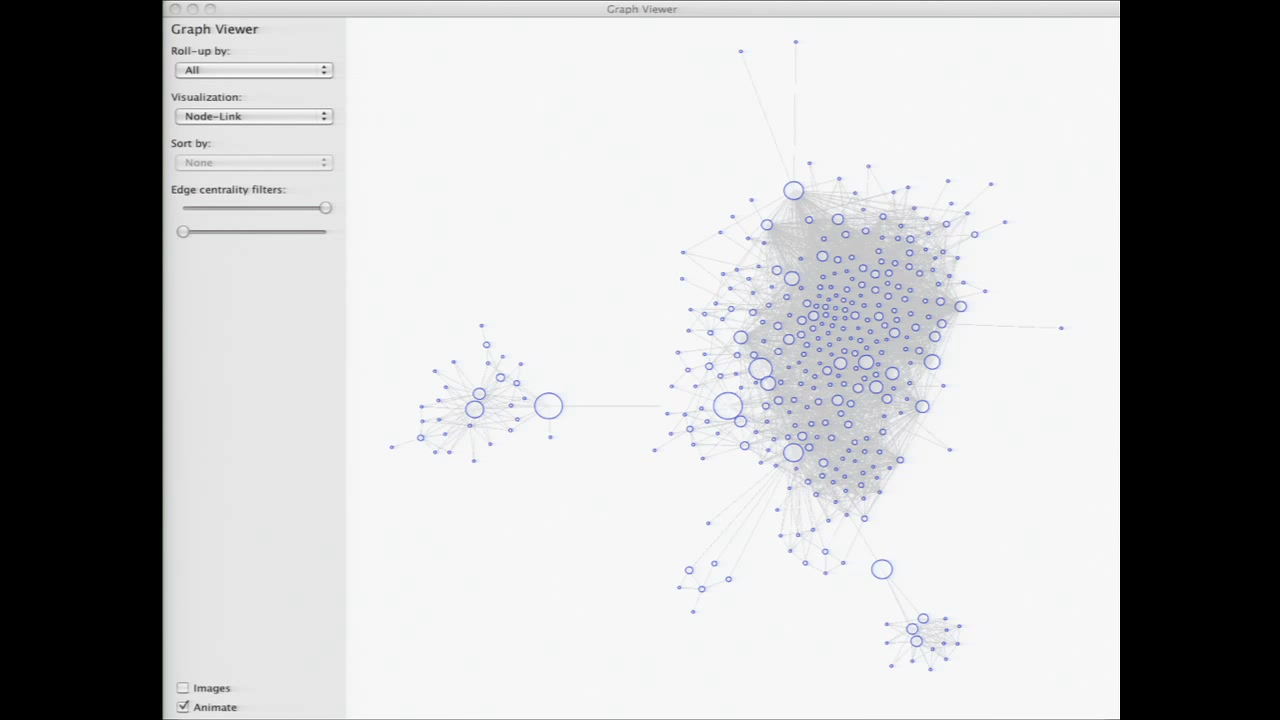 Graph Viewer
Graph Viewer
Roll-up by:
All
Visualization:
Node-Link
Sort by:
None
Edge centrality filters:
Images
Animate